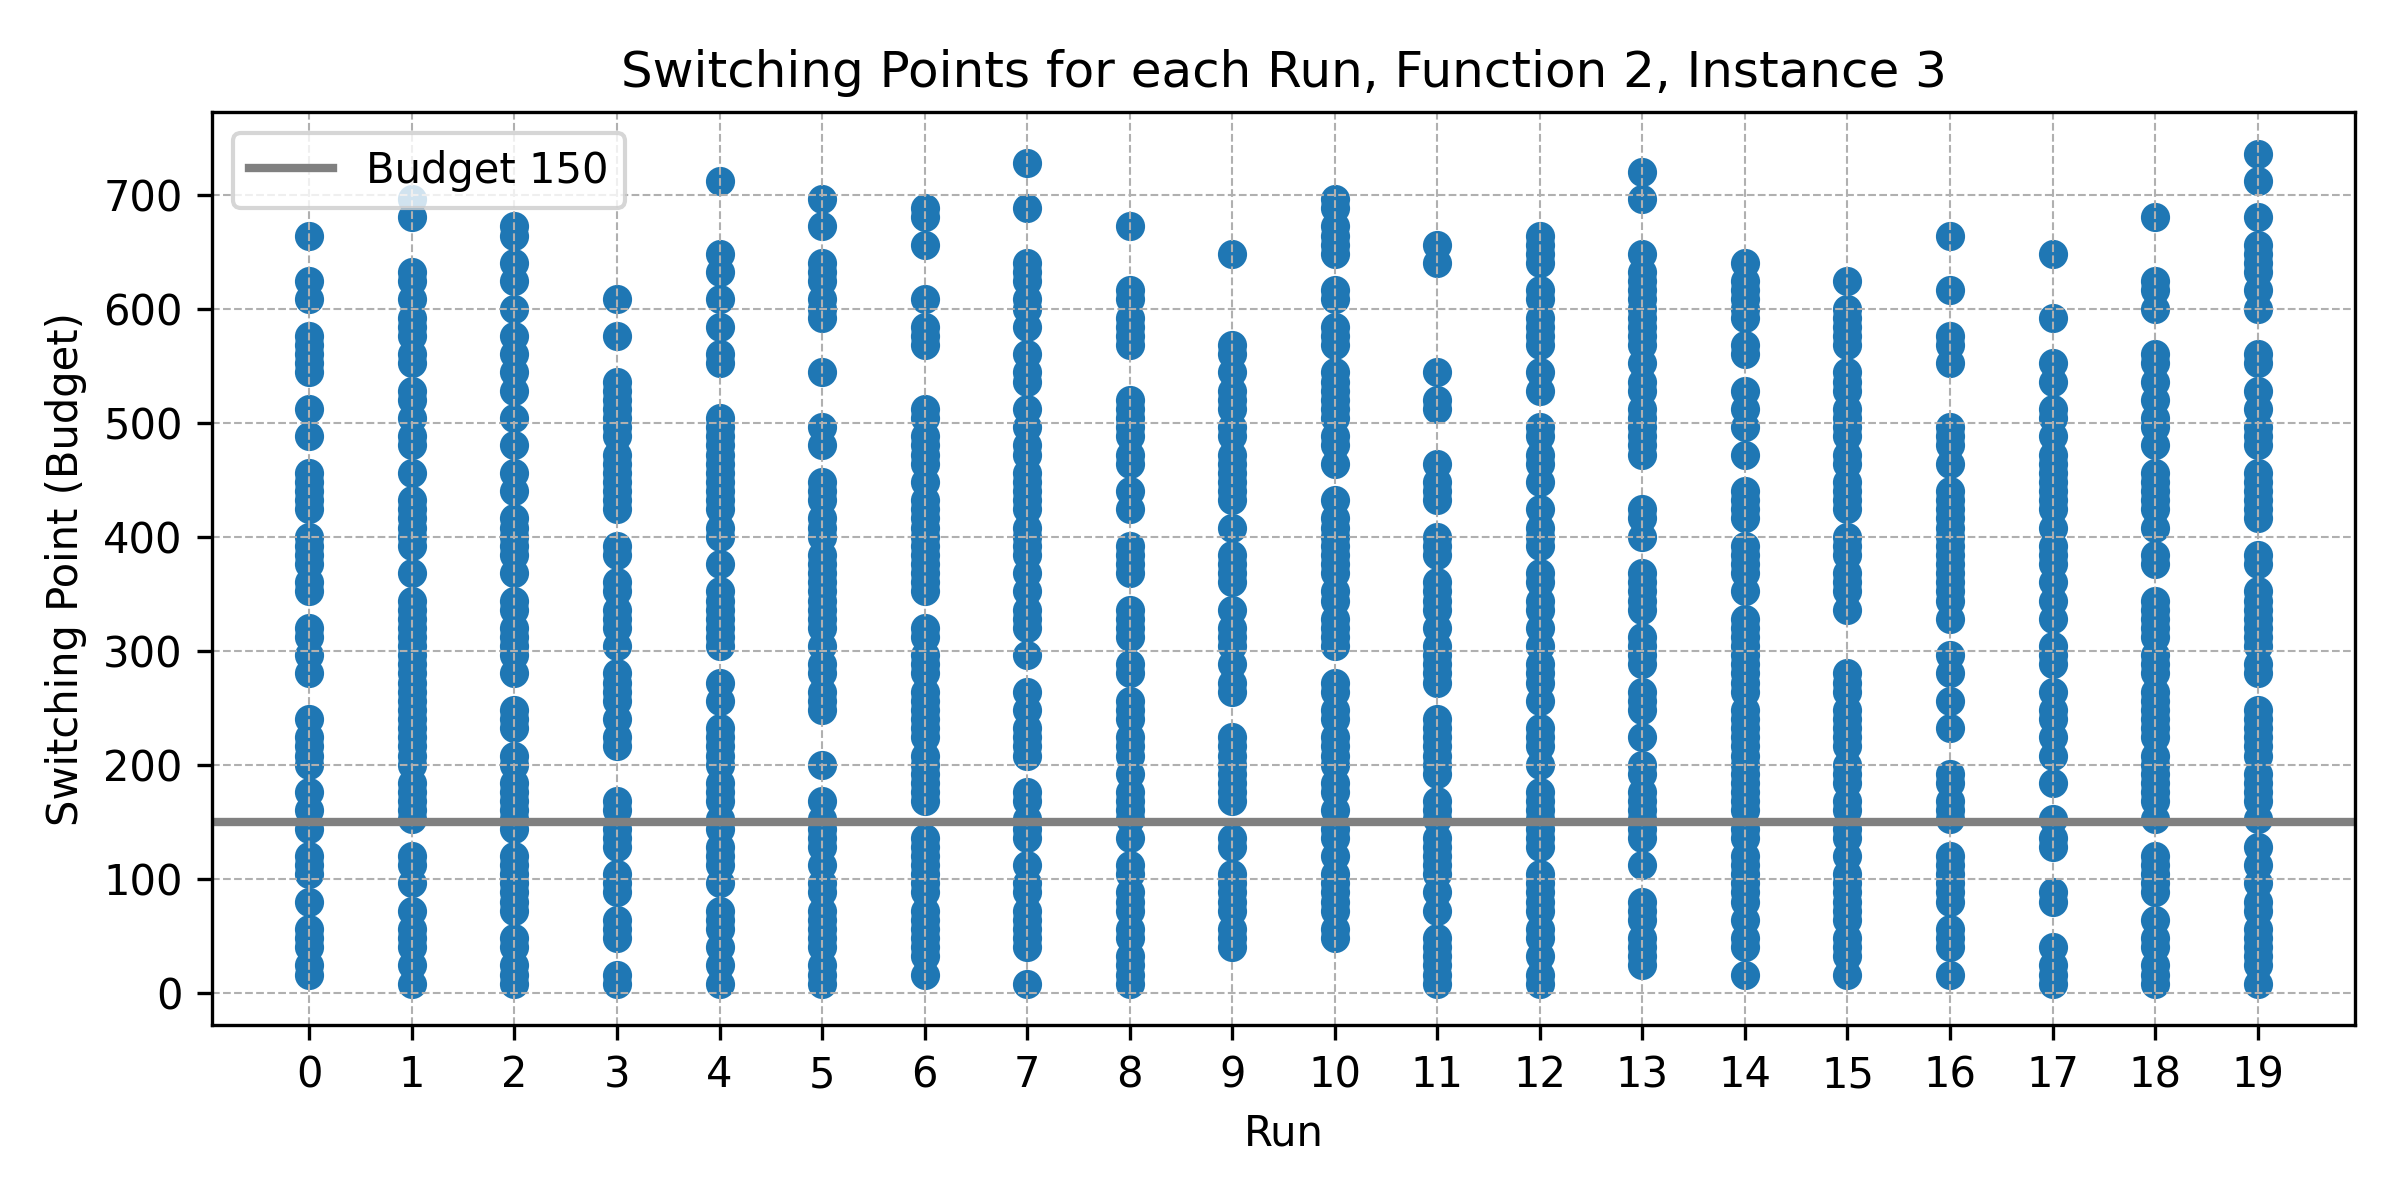 Switching Points for each Run, Function 2, Instance 3
Budget 150
Switching Point (Budget)
700
600
500
400
300
200
100
0
0 1 2 3 4 5 6 7 8 9 10 11 12 13 14 15 16 17 18 19
Run